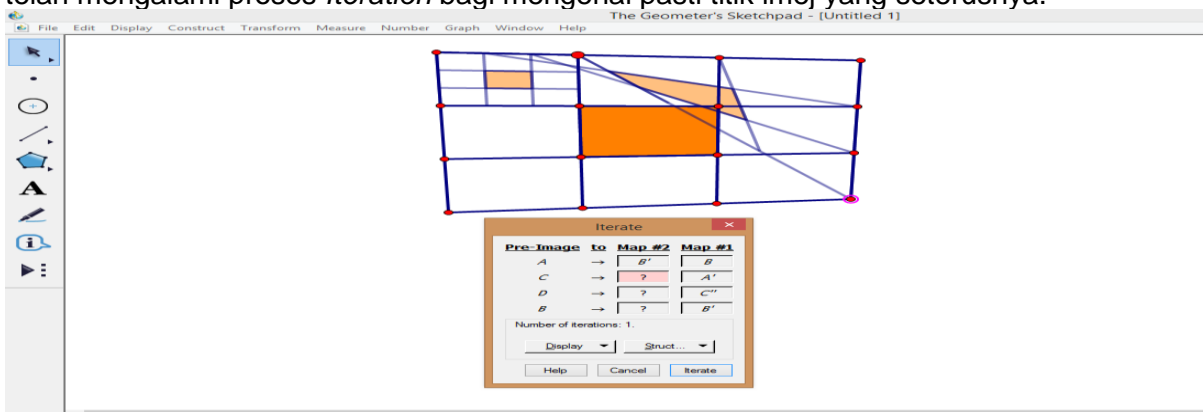 telah mengalami proses iteration bagi mengenal pasti titik imej yang seterusnya.
The Geometer's Sketchpad - [Untitled 1]
File Edit Display Construct Transform Measure Number Graph Window Help
A
Iterate
Pre-Image to Map #2 Map #1
A → B' B
C → ? A'
D → ? C''
B → ? B'
Number of iterations: 1.
Display Struct...
Help Cancel Iterate